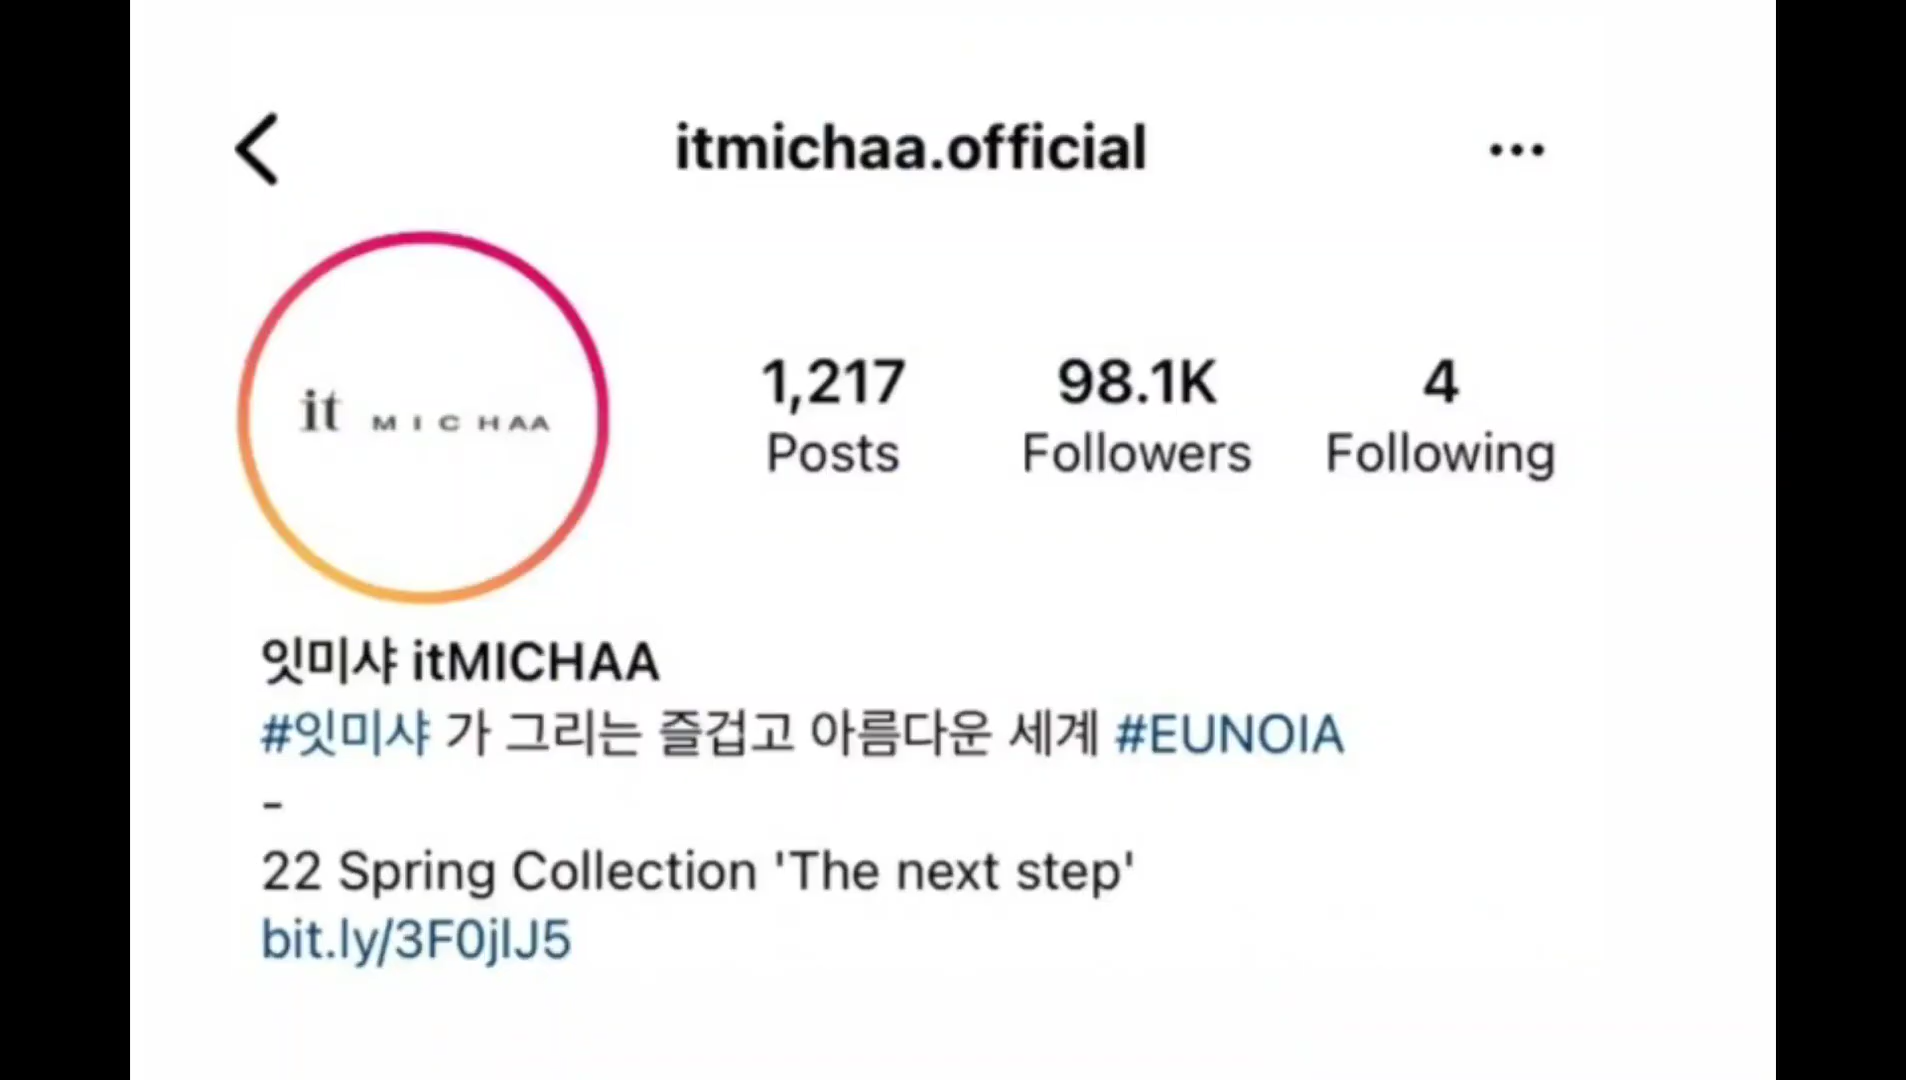 itmichaa.official
it MICHAA
1,217 98.1K 4
Posts Followers Following
잇미샤 itMICHAA
#잇미샤 가 그리는 즐겁고 아름다운 세계 #EUNOIA
-
22 Spring Collection 'The next step'
bit.ly/3F0jlJ5